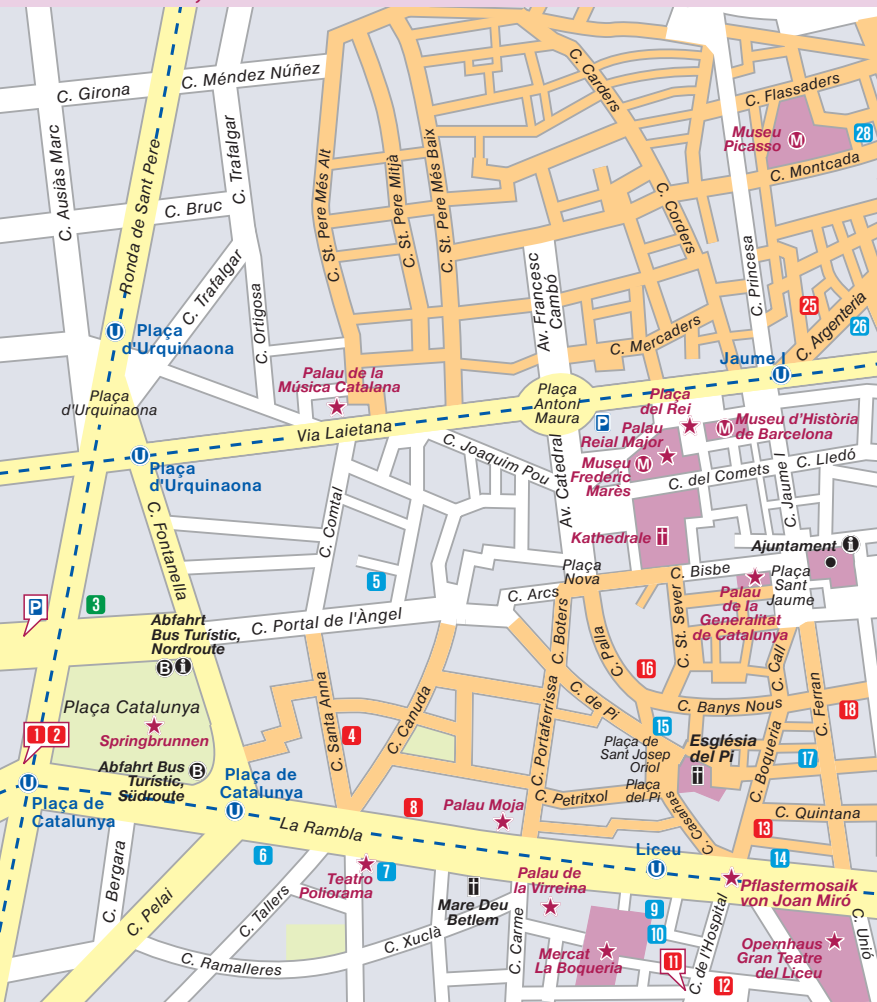 C. Girona
C. Méndez Núñez
C. Carders
C. Flassaders
Museu
Picasso
M
28
C. Montcada
C. Ausiàs Marc
Ronda de Sant Pere
C. Trafalgar
C. Bruc
C. St. Pere Més Alt
C. St. Pere Mitjà
C. St. Pere Més Baix
C. Corders
C. Princesa
C. Trafalgar
C. Ortigosa
Av. Francesc
Cambó
C. Mercaders
25
C. Argenteria
26
U
Plaça
d'Urquinaona
Jaume I
U
Palau de la
Música Catalana
Plaça
d'Urquinaona
Plaça
Antoni
Maura
P
Plaça
del Rei
Palau
Reial Major
M
Museu d'Història
de Barcelona
Via Laietana
U
Plaça
d'Urquinaona
C. Joaquim Pou
Museu
Frederic
Marès
M
C. del Comets
C. Lledó
Av. Catedral
C. Jaume I
C. Fontanella
C. Comtal
Kathedrale
Ajuntament
i
5
Plaça
Nova
C. Bisbe
Plaça
Sant
Jaume
Palau
de la
Generalitat
de Catalunya
P
3
C. Arcs
C. Portal de l'Àngel
Abfahrt
Bus Turístic,
Nordroute
B
i
C. Boters
C. Palla
C. St. Sever
16
C. Call
Plaça Catalunya
Springbrunnen
1 2
C. Santa Anna
4
C. Canuda
C. Portaferrissa
C. de Pi
C. Banys Nous
C. Ferran
18
15
Plaça de
Sant Josep
Oriol
Església
del Pi
C. Boqueria
17
Abfahrt Bus
Turístic,
Südroute
B
U
Plaça de
Catalunya
Plaça de
Catalunya
U
Plaça
del Pi
C. Petritxol
C. Casañas
C. Quintana
8
Palau Moja
13
La Rambla
Liceu
U
14
6
Teatro
Poliorama
7
Palau de
la Virreina
Pflastermosaik
von Joan Miró
C. Bergara
C. Pelai
C. Tallers
Mare Deu
Betlem
9
10
C. Xuclà
C. Carme
Mercat
La Boqueria
C. de l'Hospital
Opernhaus
Gran Teatre
del Liceu
C. Unió
C. Ramalleres
11
12